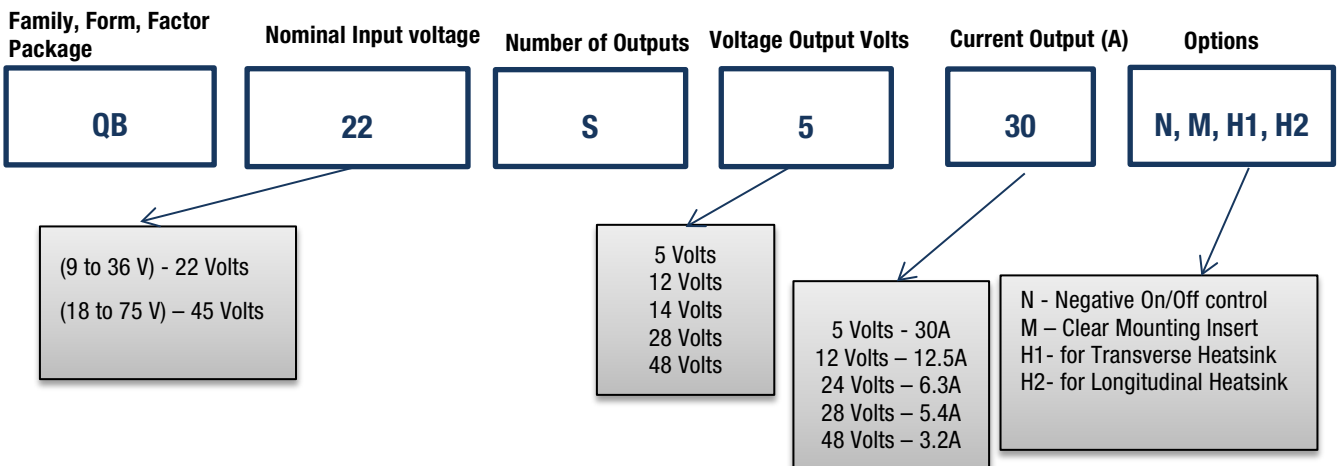 Family, Form, Factor
Package
Nominal Input voltage
Number of Outputs
Voltage Output Volts
Current Output (A)
Options
QB
22
S
5
30
N, M, H1, H2
(9 to 36 V) - 22 Volts
(18 to 75 V) – 45 Volts
5 Volts
12 Volts
14 Volts
28 Volts
48 Volts
5 Volts - 30A
12 Volts – 12.5A
24 Volts – 6.3A
28 Volts – 5.4A
48 Volts – 3.2A
N - Negative On/Off control
M – Clear Mounting Insert
H1- for Transverse Heatsink
H2- for Longitudinal Heatsink